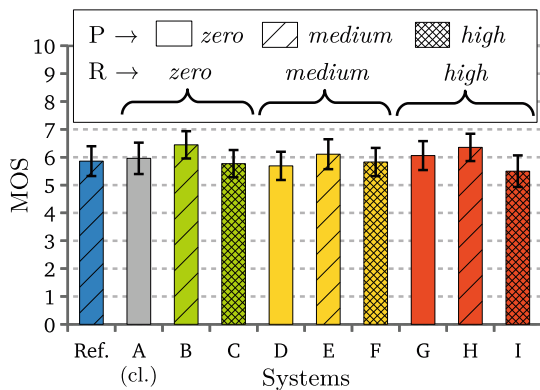 P → zero medium high
R → zero medium high
10
9
8
7
6
5
4
3
2
1
0
MOS
Ref. A B C D E F G H I
(cl.)
Systems